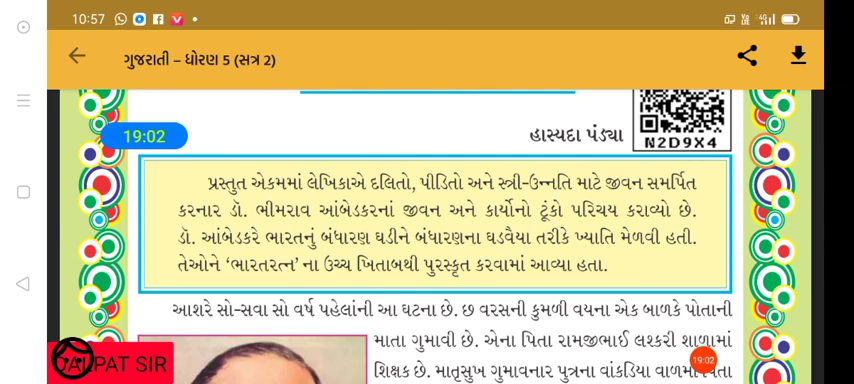 10:57
ગુજરાતી – ધોરણ 5 (સત્ર 2)
19:02
હાસ્યદા પંડ્યા
N2D9X4
પ્રસ્તુત એકમમાં લેખિકાએ દલિતો, પીડિતો અને સ્ત્રી-ઉન્નતિ માટે જીવન સમર્પિત
કરનાર ડૉ. ભીમરાવ આંબેડકરનાં જીવન અને કાર્યોનો ટૂંકો પરિચય કરાવ્યો છે.
ડૉ. આંબેડકરે ભારતનું બંધારણ ઘડીને બંધારણના ઘડવૈયા તરીકે ખ્યાતિ મેળવી હતી.
તેઓને ‘ભારતરત્ન’ ના ઉચ્ચ ખિતાબથી પુરસ્કૃત કરવામાં આવ્યા હતા.
આશરે સો-સવા સો વર્ષ પહેલાંની આ ઘટના છે. છ વરસની કુમળી વયના એક બાળકે પોતાની
માતા ગુમાવી છે. એના પિતા રામજીભાઈ લશ્કરી શાળામાં
19:02
શિક્ષક છે. માતૃસુખ ગુમાવનાર પુત્રના વાંકડિયા વાળમાં
PAT SIR